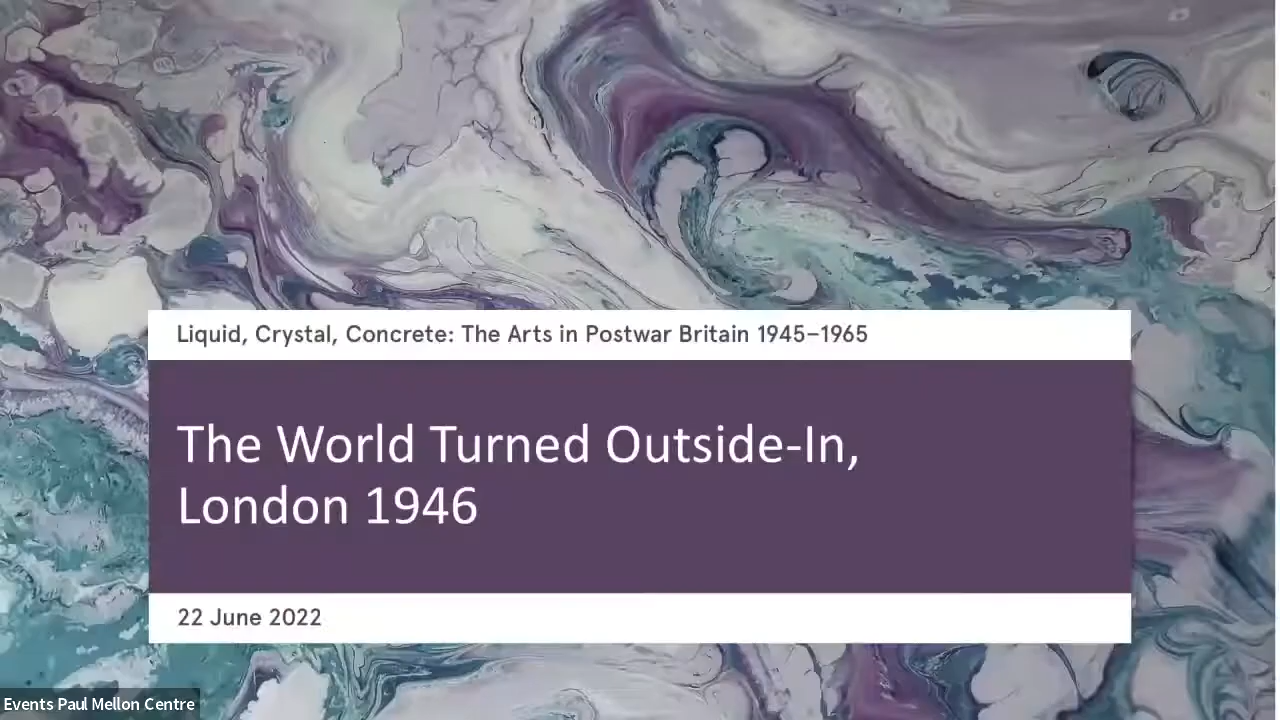 Liquid, Crystal, Concrete: The Arts in Postwar Britain 1945–1965
The World Turned Outside-In,
London 1946
22 June 2022
Events Paul Mellon Centre